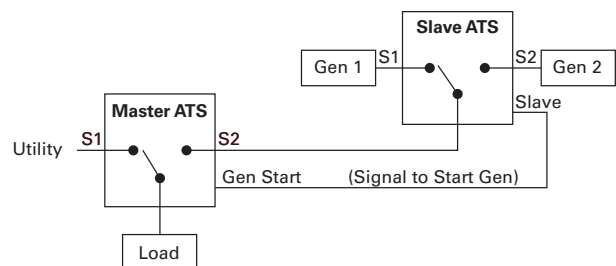 Slave ATS
Gen 1
S1
S2
Gen 2
Slave
Master ATS
Utility
S1
S2
Gen Start
(Signal to Start Gen)
Load